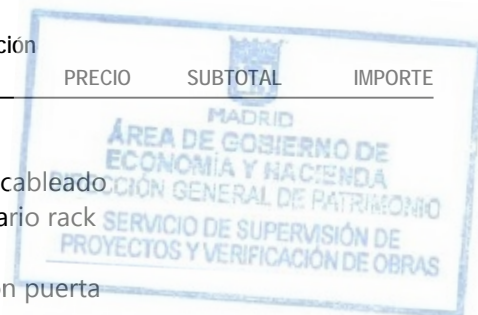 ción
PRECIO SUBTOTAL IMPORTE
MADRID
ÁREA DE GOBIERNO DE
ECONOMÍA Y HACIENDA
cableado
DIRECCIÓN GENERAL DE PATRIMONIO
ario rack
SERVICIO DE SUPERVISIÓN DE
PROYECTOS Y VERIFICACIÓN DE OBRAS
n puerta